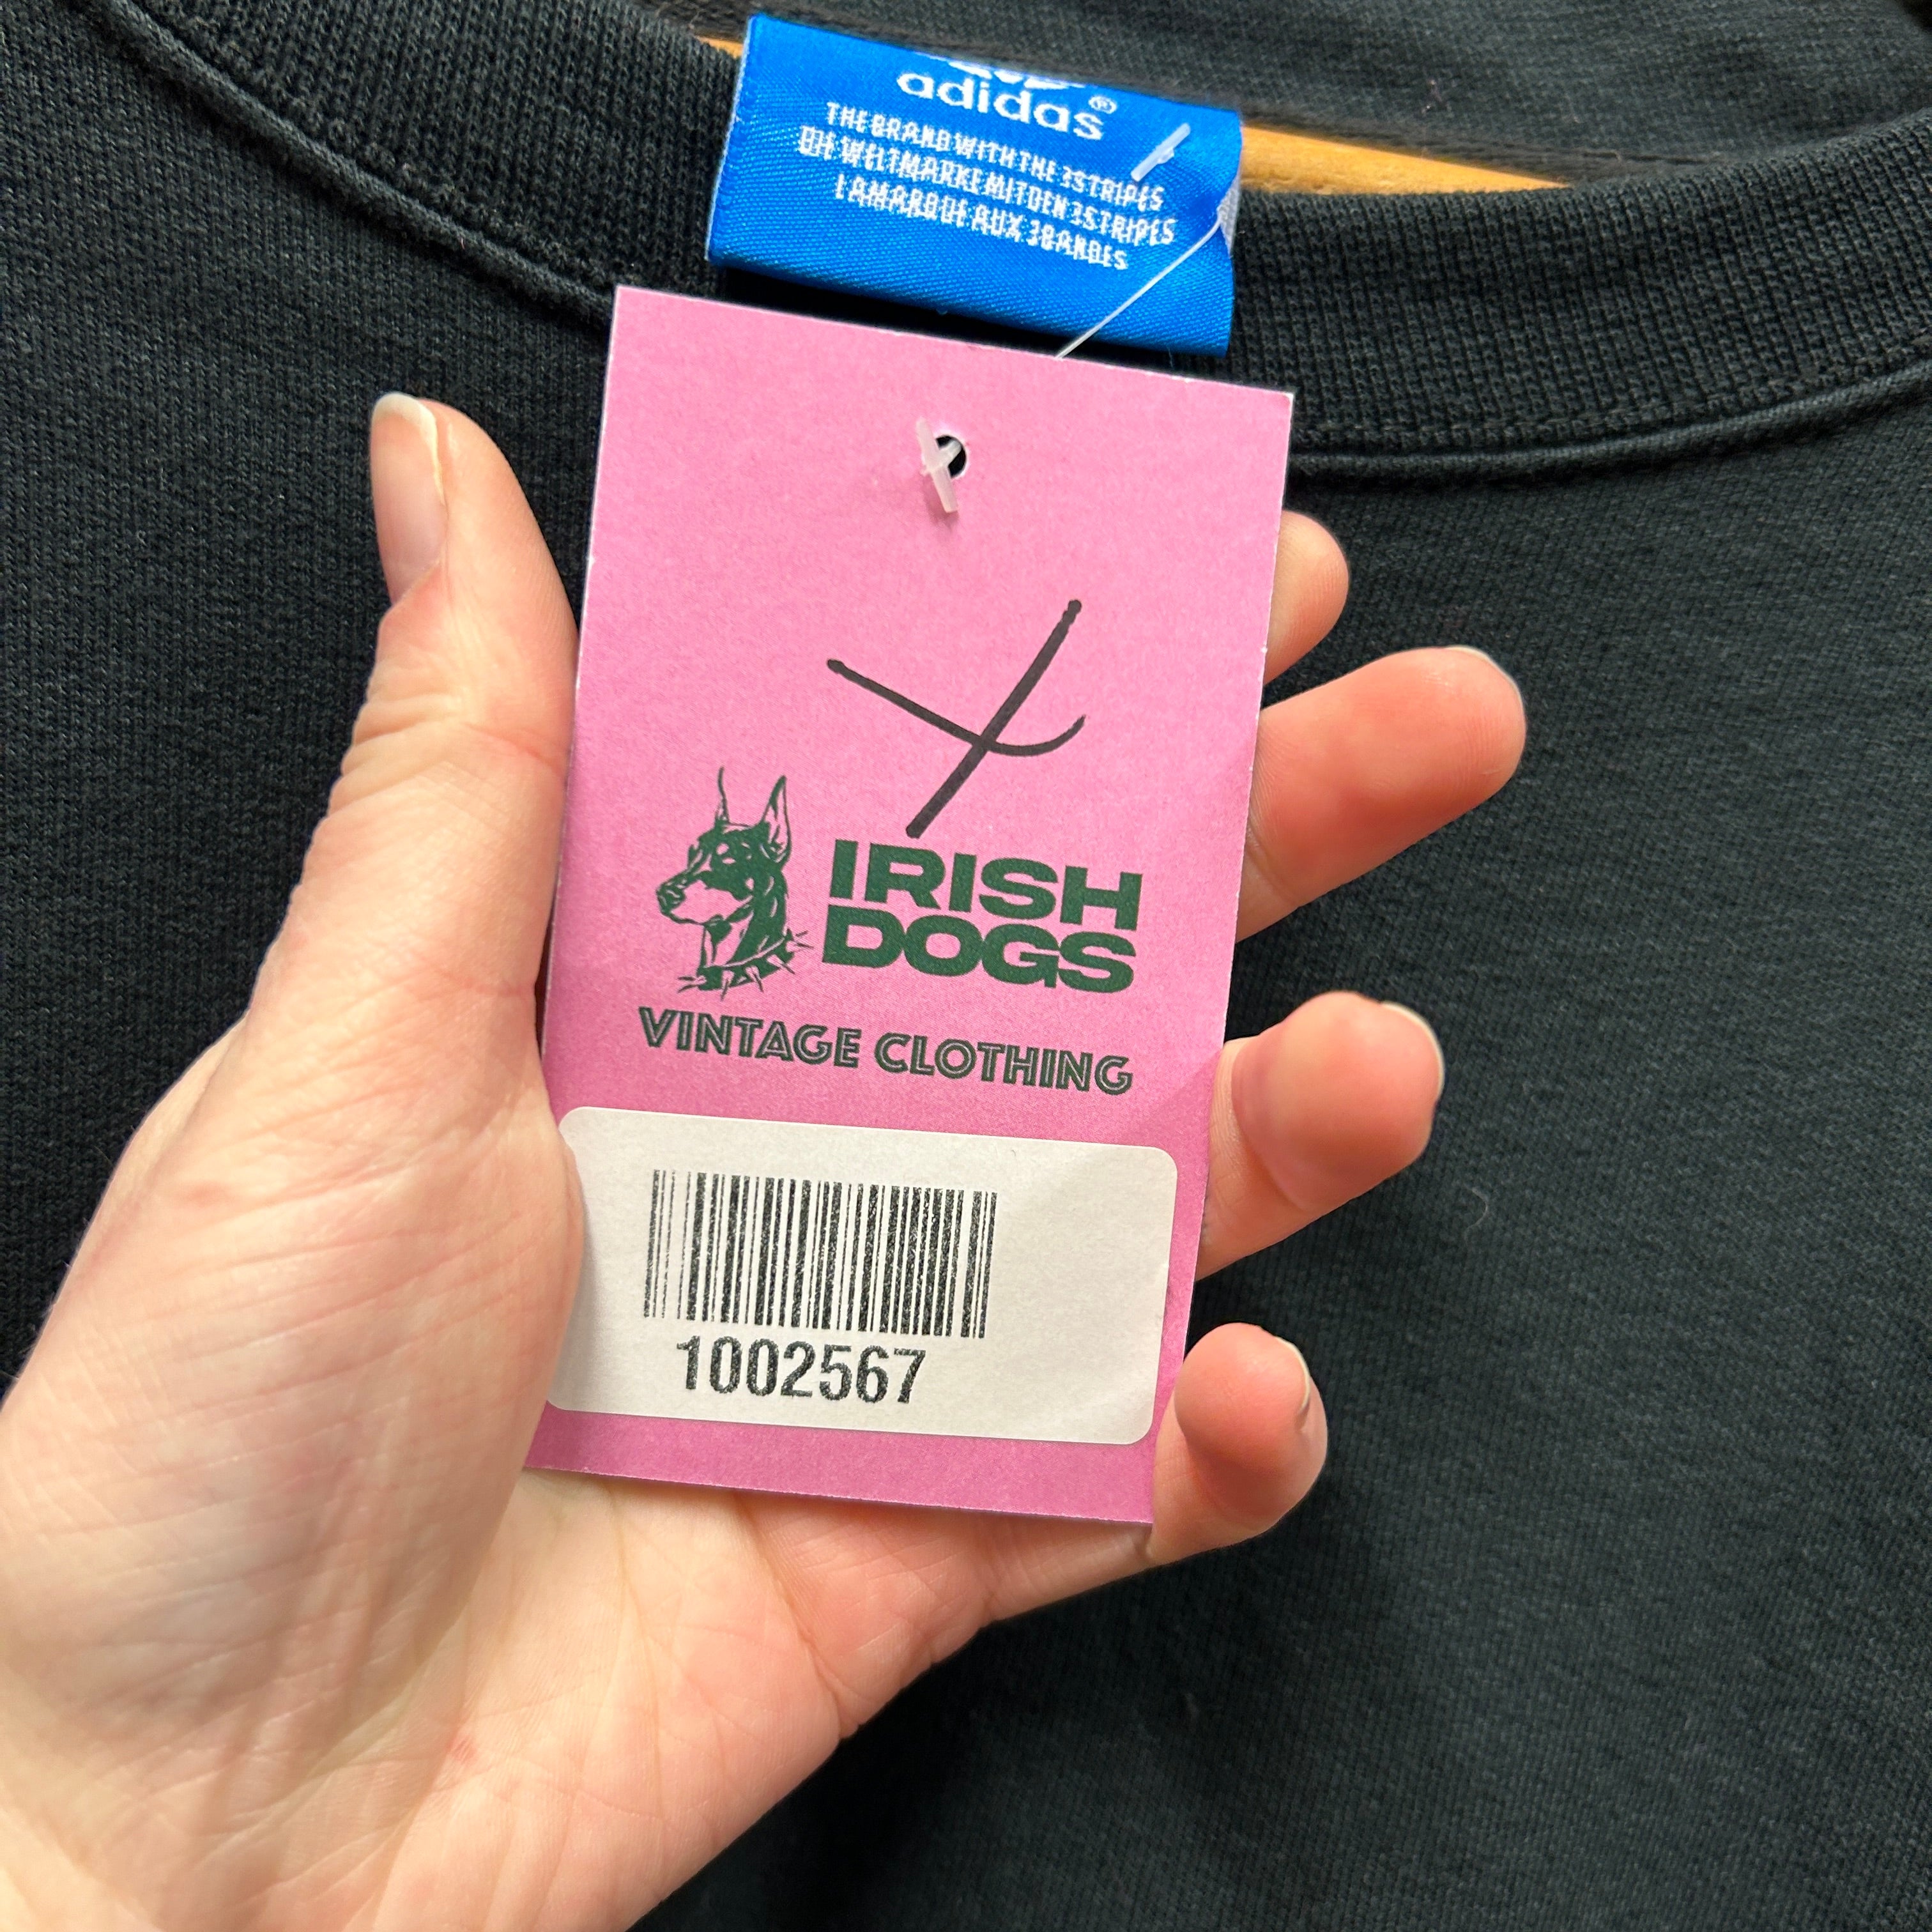 adidas®
THE BRAND WITH THE 3 STRIPES
DIE WELTMARKE MIT DEN 3 STRIPES
LA MARQUE AUX 3 BANDES
IRISH
DOGS
VINTAGE CLOTHING
1002567